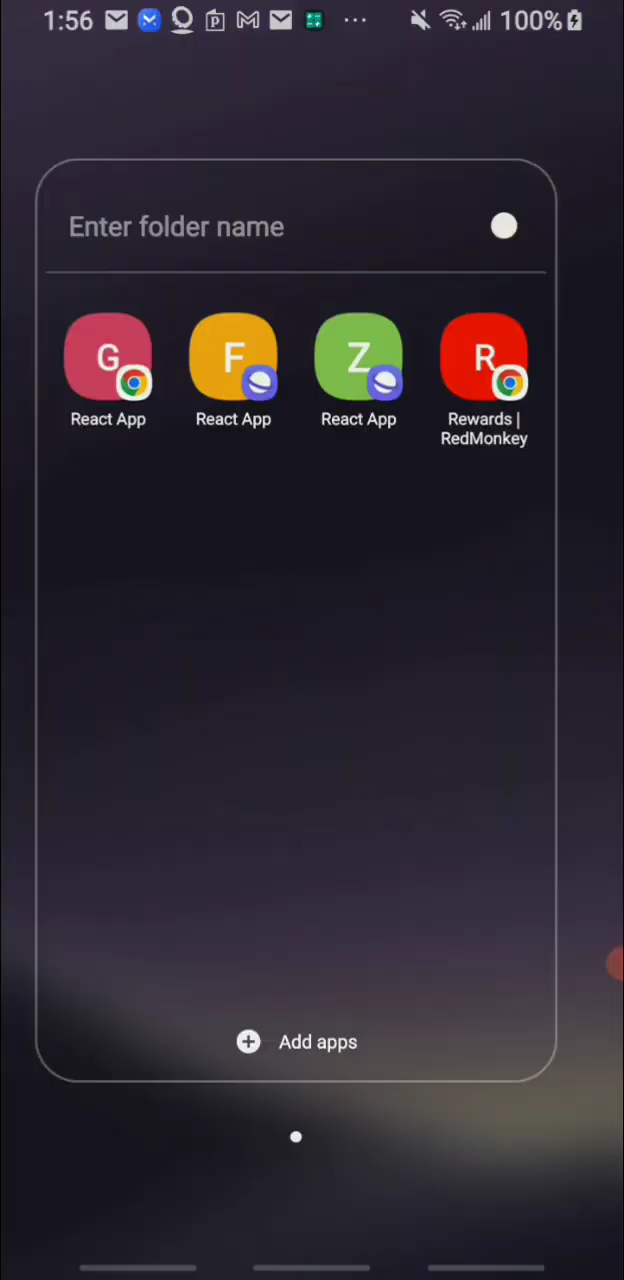 1:56 100%
Enter folder name
G F Z R
React App React App React App Rewards |
RedMonkey
Add apps